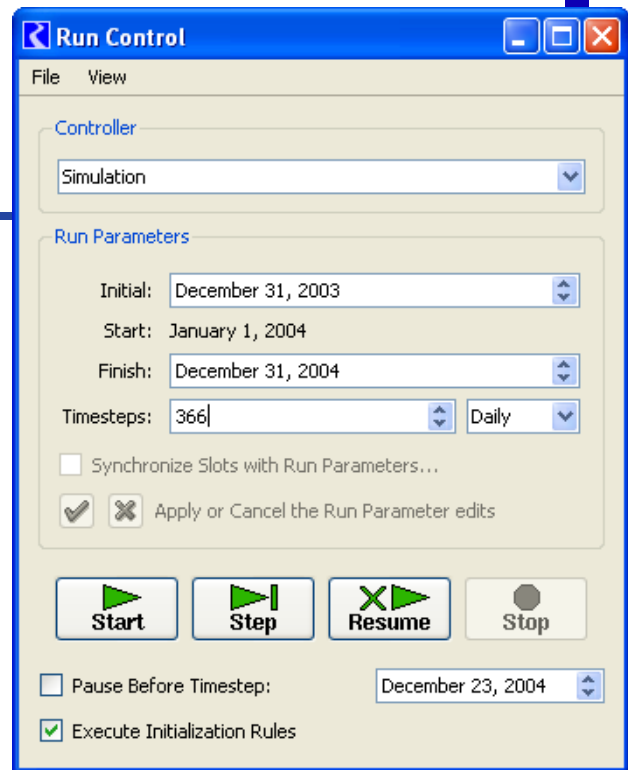 Run Control
File View
Controller
Simulation
Run Parameters
Initial: December 31, 2003
Start: January 1, 2004
Finish: December 31, 2004
Timesteps: 366 Daily
Synchronize Slots with Run Parameters...
Apply or Cancel the Run Parameter edits
Start Step Resume Stop
Pause Before Timestep: December 23, 2004
Execute Initialization Rules